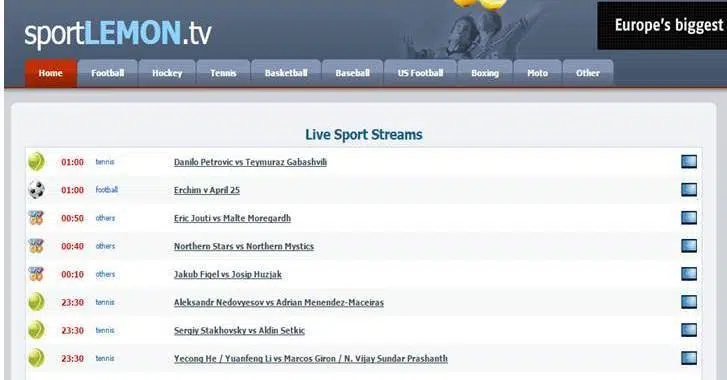 sportLEMON.tv
Europe's biggest
Home Football Hockey Tennis Basketball Baseball US Football Boxing Moto Other
Live Sport Streams
01:00 tennis Danilo Petrovic vs Teymuraz Gabashvili
01:00 football Erchim v April 25
00:50 others Eric Jouti vs Malte Moregardh
00:40 others Northern Stars vs Northern Mystics
00:10 others Jakub Figel vs Josip Huzjak
23:30 tennis Aleksandr Nedovyesov vs Adrian Menendez-Maceiras
23:30 tennis Sergiy Stakhovsky vs Aldin Setkic
23:30 tennis Yecong He / Yuanfeng Li vs Marcos Giron / N. Vijay Sundar Prashanth